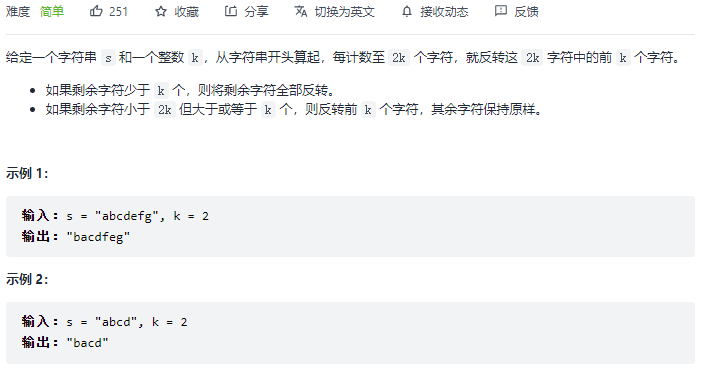 难度 简单 251 收藏 分享 切换为英文 接收动态 反馈
给定一个字符串 s 和一个整数 k，从字符串开头算起，每计数至 2k 个字符，就反转这 2k 字符中的前 k 个字符。
如果剩余字符少于 k 个，则将剩余字符全部反转。
如果剩余字符小于 2k 但大于或等于 k 个，则反转前 k 个字符，其余字符保持原样。
示例 1：
输入：s = "abcdefg", k = 2
输出："bacdfeg"
示例 2：
输入：s = "abcd", k = 2
输出："bacd"